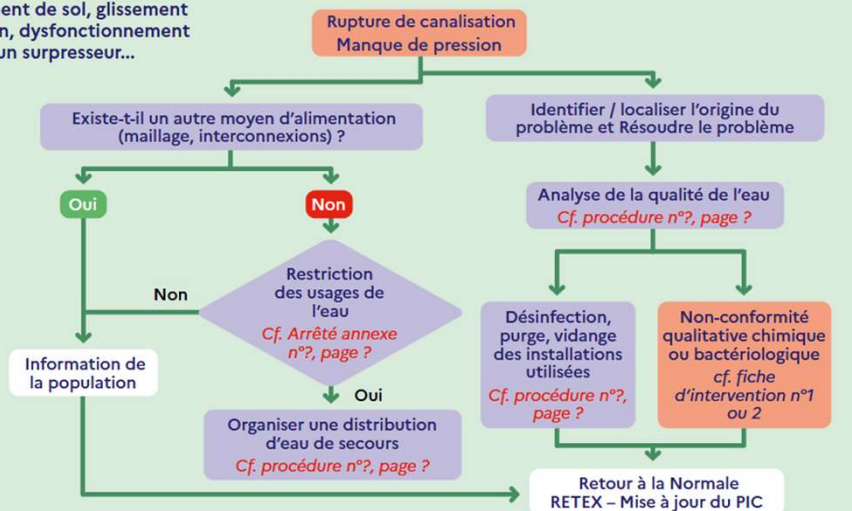 ment de sol, glissement
n, dysfonctionnement
un surpresseur...
Rupture de canalisation
Manque de pression
Existe-t-il un autre moyen d'alimentation
(maillage, interconnexions) ?
Identifier / localiser l'origine du
problème et Résoudre le problème
Oui
Non
Analyse de la qualité de l'eau
Cf. procédure n°?, page ?
Restriction
des usages de
l'eau
Cf. Arrêté annexe
n°?, page ?
Non
Oui
Désinfection,
purge, vidange
des installations
utilisées
Cf. procédure n°?,
page ?
Non-conformité
qualitative chimique
ou bactériologique
cf. fiche
d'intervention n°1
ou 2
Information de
la population
Organiser une distribution
d'eau de secours
Cf. procédure n°?, page ?
Retour à la Normale
RETEX – Mise à jour du PIC